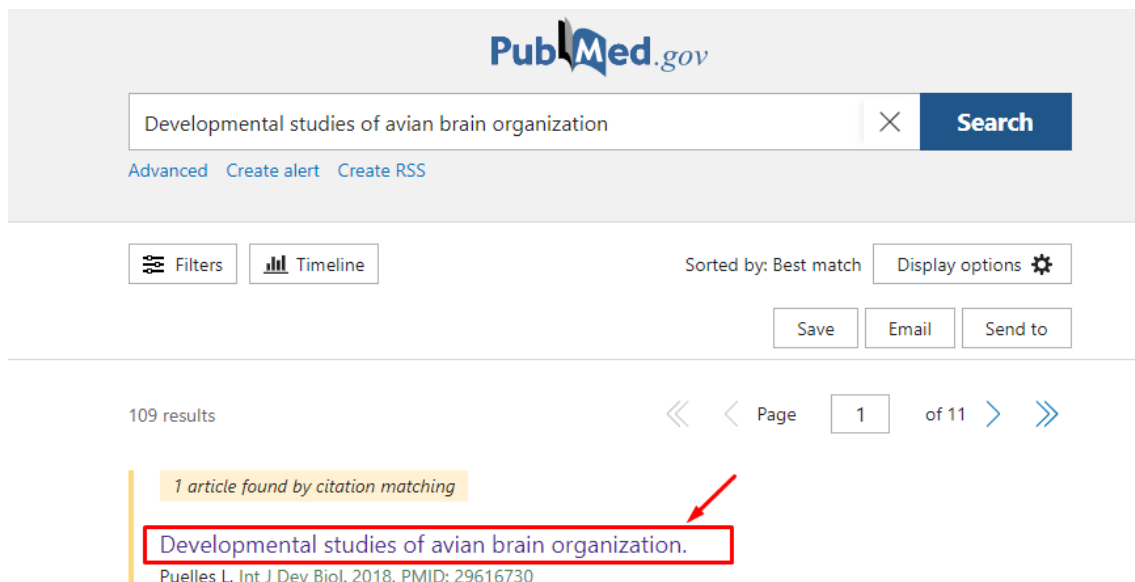 PubMed.gov
Developmental studies of avian brain organization
Search
Advanced Create alert Create RSS
Filters Timeline Sorted by: Best match Display options
Save Email Send to
109 results Page 1 of 11
1 article found by citation matching
Developmental studies of avian brain organization.
Puelles L. Int J Dev Biol. 2018. PMID: 29616730